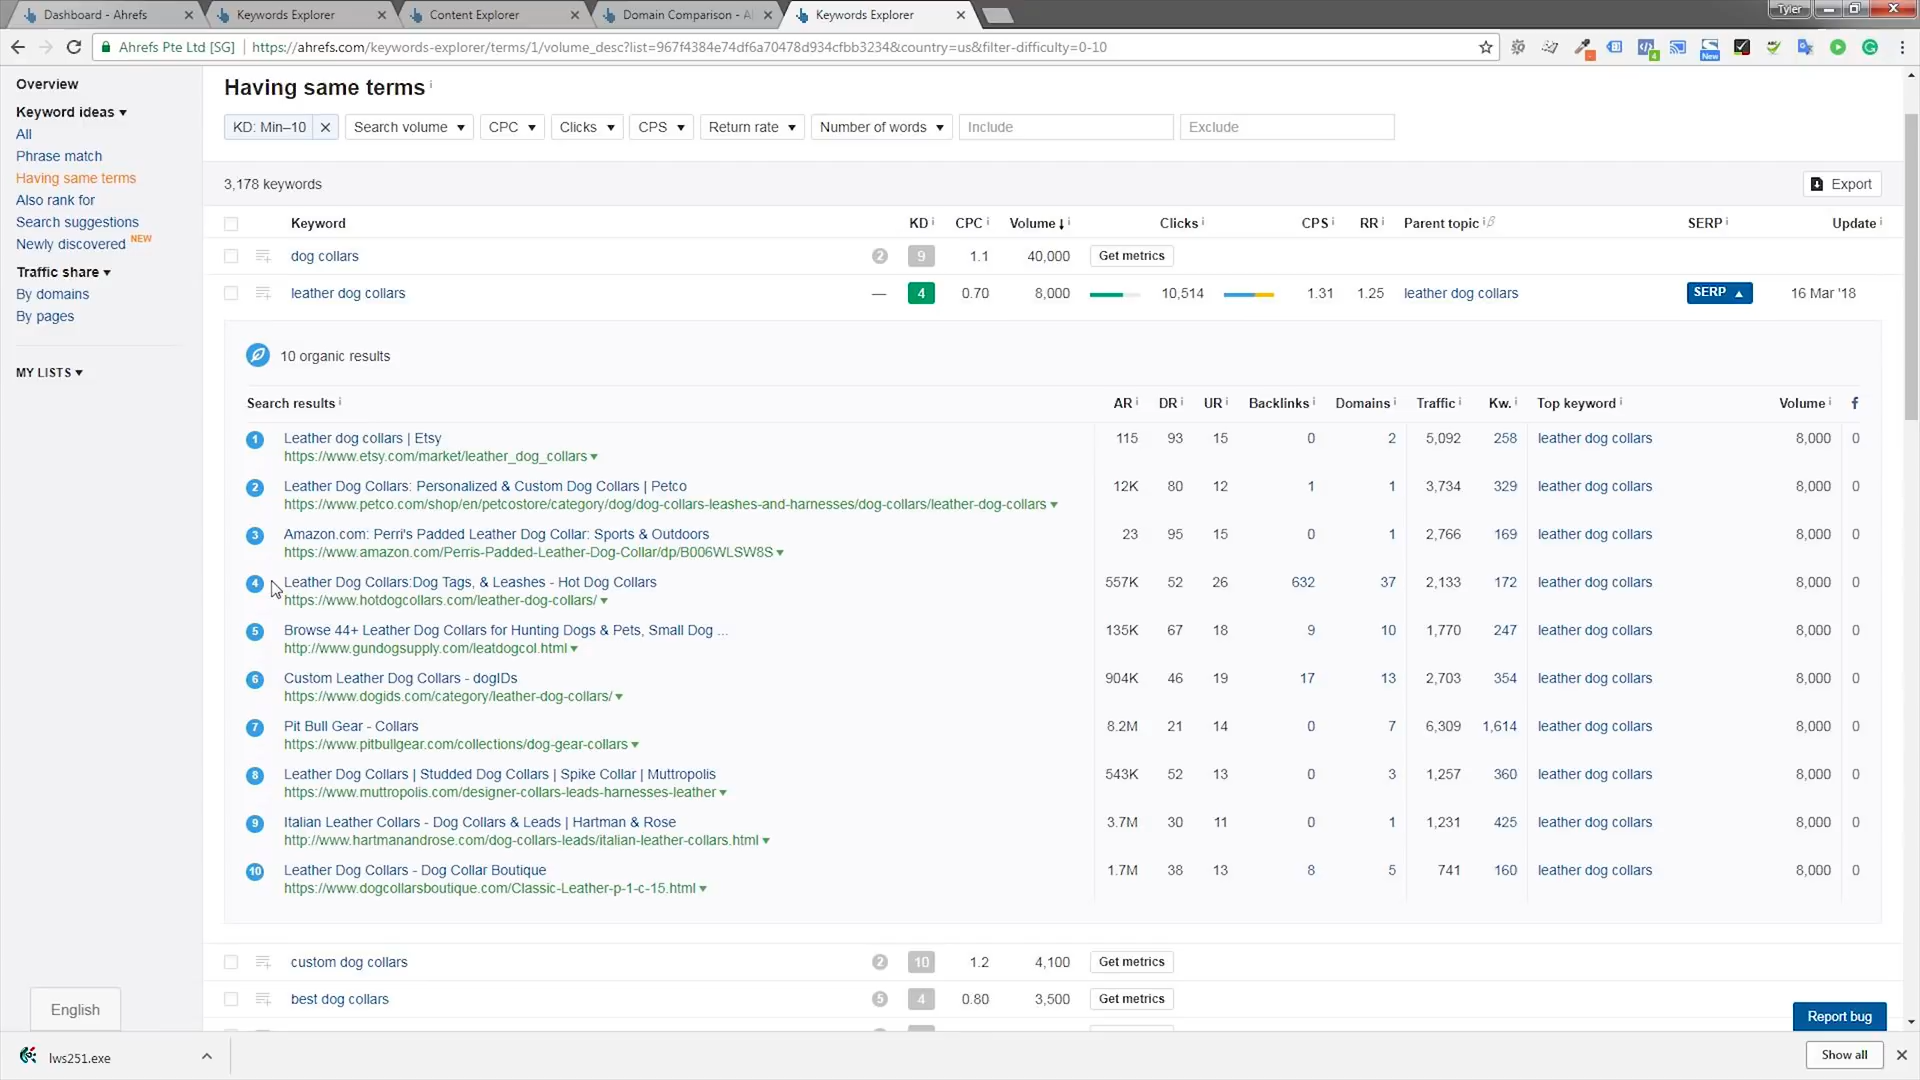 Dashboard - Ahrefs
Keywords Explorer
Content Explorer
Domain Comparison - A
Keywords Explorer
Tyler
Ahrefs Pte Ltd [SG]
https://ahrefs.com/keywords-explorer/terms/1/volume_desc?list=967f4384e74df6a70478d934cfbb3234&country=us&filter-difficulty=0-10
Overview
Keyword ideas
All
Phrase match
Having same terms
Also rank for
Search suggestions
Newly discovered NEW
Traffic share
By domains
By pages
MY LISTS
English
Having same terms i
KD: Min–10
Search volume
CPC
Clicks
CPS
Return rate
Number of words
Include
Exclude
3,178 keywords
Export
Keyword KD i CPC i Volume ↓ i Clicks i CPS i RR i Parent topic i SERP i Update i
dog collars 2 9 1.1 40,000 Get metrics
leather dog collars — 4 0.70 8,000 10,514 1.31 1.25 leather dog collars SERP 16 Mar '18
10 organic results
Search results i AR i DR i UR i Backlinks i Domains i Traffic i Kw. i Top keyword i Volume i f
1 Leather dog collars | Etsy 115 93 15 0 2 5,092 258 leather dog collars 8,000 0
https://www.etsy.com/market/leather_dog_collars
2 Leather Dog Collars: Personalized & Custom Dog Collars | Petco 12K 80 12 1 1 3,734 329 leather dog collars 8,000 0
https://www.petco.com/shop/en/petcostore/category/dog/dog-collars-leashes-and-harnesses/dog-collars/leather-dog-collars
3 Amazon.com: Perri's Padded Leather Dog Collar: Sports & Outdoors 23 95 15 0 1 2,766 169 leather dog collars 8,000 0
https://www.amazon.com/Perris-Padded-Leather-Dog-Collar/dp/B006WLSW8S
4 Leather Dog Collars:Dog Tags, & Leashes - Hot Dog Collars 557K 52 26 632 37 2,133 172 leather dog collars 8,000 0
https://www.hotdogcollars.com/leather-dog-collars/
5 Browse 44+ Leather Dog Collars for Hunting Dogs & Pets, Small Dog ... 135K 67 18 9 10 1,770 247 leather dog collars 8,000 0
http://www.gundogsupply.com/leatdogcol.html
6 Custom Leather Dog Collars - dogIDs 904K 46 19 17 13 2,703 354 leather dog collars 8,000 0
https://www.dogids.com/category/leather-dog-collars/
7 Pit Bull Gear - Collars 8.2M 21 14 0 7 6,309 1,614 leather dog collars 8,000 0
https://www.pitbullgear.com/collections/dog-gear-collars
8 Leather Dog Collars | Studded Dog Collars | Spike Collar | Muttropolis 543K 52 13 0 3 1,257 360 leather dog collars 8,000 0
https://www.muttropolis.com/designer-collars-leads-harnesses-leather
9 Italian Leather Collars - Dog Collars & Leads | Hartman & Rose 3.7M 30 11 0 1 1,231 425 leather dog collars 8,000 0
http://www.hartmanandrose.com/dog-collars-leads/italian-leather-collars.html
10 Leather Dog Collars - Dog Collar Boutique 1.7M 38 13 8 5 741 160 leather dog collars 8,000 0
https://www.dogcollarsboutique.com/Classic-Leather-p-1-c-15.html
custom dog collars 2 10 1.2 4,100 Get metrics
best dog collars 5 4 0.80 3,500 Get metrics
Report bug
lws251.exe
Show all